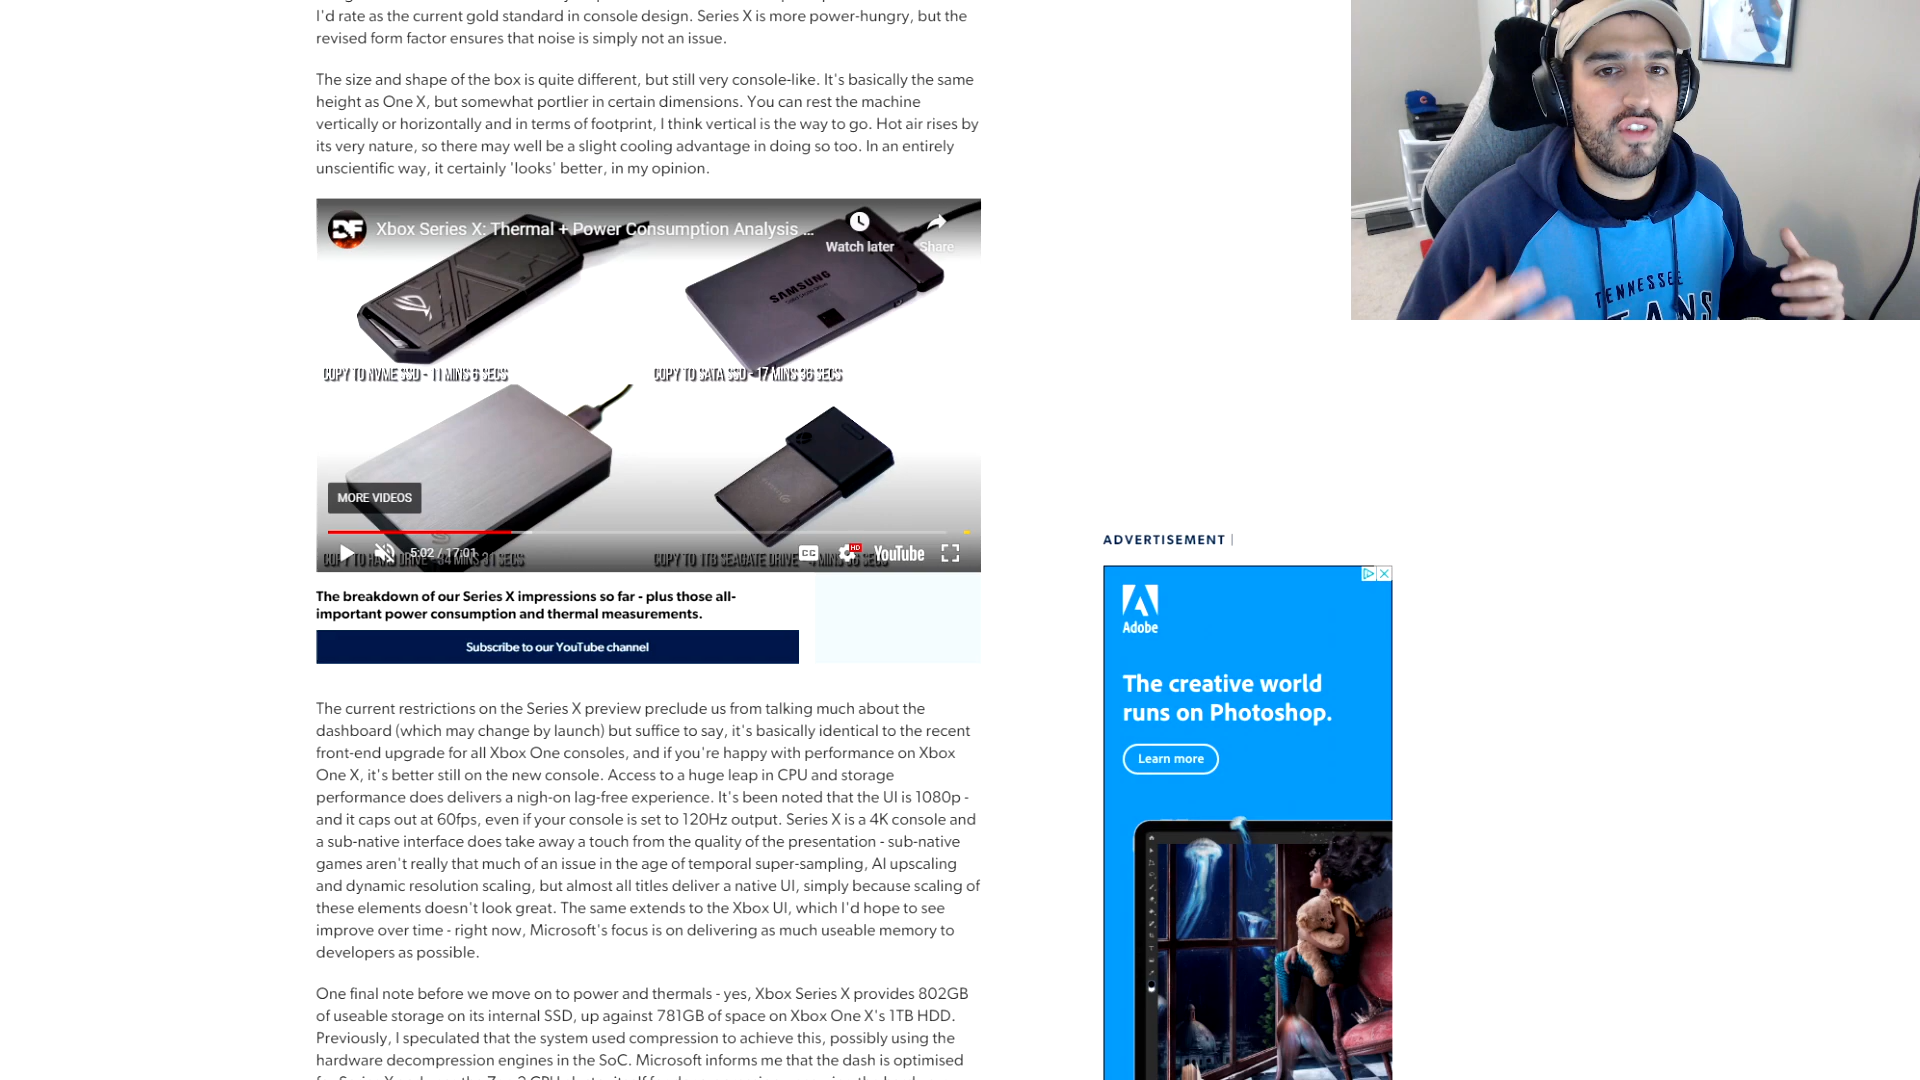 I'd rate as the current gold standard in console design. Series X is more power-hungry, but the
revised form factor ensures that noise is simply not an issue.
The size and shape of the box is quite different, but still very console-like. It's basically the same
height as One X, but somewhat portlier in certain dimensions. You can rest the machine
vertically or horizontally and in terms of footprint, I think vertical is the way to go. Hot air rises by
its very nature, so there may well be a slight cooling advantage in doing so too. In an entirely
unscientific way, it certainly 'looks' better, in my opinion.
DF
Xbox Series X: Thermal + Power Consumption Analysis ...
Watch later
Share
SAMSUNG
COPY TO NVME SSD - 11 MINS 6 SECS
COPY TO SATA SSD - 17 MINS 36 SECS
MORE VIDEOS
5:02 / 17:01
CC
HD
YouTube
COPY TO 1TB SEAGATE DRIVE
The breakdown of our Series X impressions so far - plus those all-
important power consumption and thermal measurements.
Subscribe to our YouTube channel
The current restrictions on the Series X preview preclude us from talking much about the
dashboard (which may change by launch) but suffice to say, it's basically identical to the recent
front-end upgrade for all Xbox One consoles, and if you're happy with performance on Xbox
One X, it's better still on the new console. Access to a huge leap in CPU and storage
performance does delivers a nigh-on lag-free experience. It's been noted that the UI is 1080p -
and it caps out at 60fps, even if your console is set to 120Hz output. Series X is a 4K console and
a sub-native interface does take away a touch from the quality of the presentation - sub-native
games aren't really that much of an issue in the age of temporal super-sampling, AI upscaling
and dynamic resolution scaling, but almost all titles deliver a native UI, simply because scaling of
these elements doesn't look great. The same extends to the Xbox UI, which I'd hope to see
improve over time - right now, Microsoft's focus is on delivering as much useable memory to
developers as possible.
One final note before we move on to power and thermals - yes, Xbox Series X provides 802GB
of useable storage on its internal SSD, up against 781GB of space on Xbox One X's 1TB HDD.
Previously, I speculated that the system used compression to achieve this, possibly using the
hardware decompression engines in the SoC. Microsoft informs me that the dash is optimised
TENNESSEE
ADVERTISEMENT |
Adobe
The creative world
runs on Photoshop.
Learn more